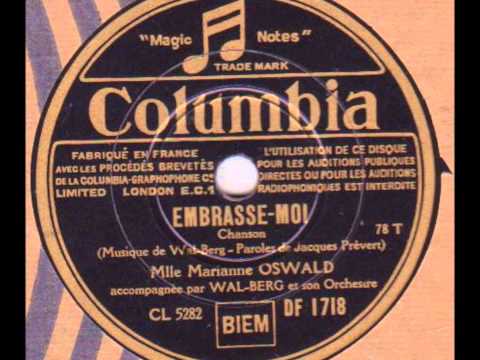 "Magic Notes"
TRADE MARK
Columbia
FABRIQUÉ EN FRANCE
AVEC LES PROCÉDÉS BREVETÉS
DE LA COLUMBIA-GRAPHOPHONE Cº
LIMITED LONDON E.C.1
L'UTILISATION DE CE DISQUE
POUR LES AUDITIONS PUBLIQUES
DIRECTES OU POUR LES AUDITIONS
RADIOPHONIQUES EST INTERDITE
EMBRASSE-MOI
Chanson
78 T
(Musique de Wal-Berg - Paroles de Jacques Prévert)
Mlle Marianne OSWALD
accompagnée par WAL-BERG et son Orchestre
CL 5282 BIEM DF 1718